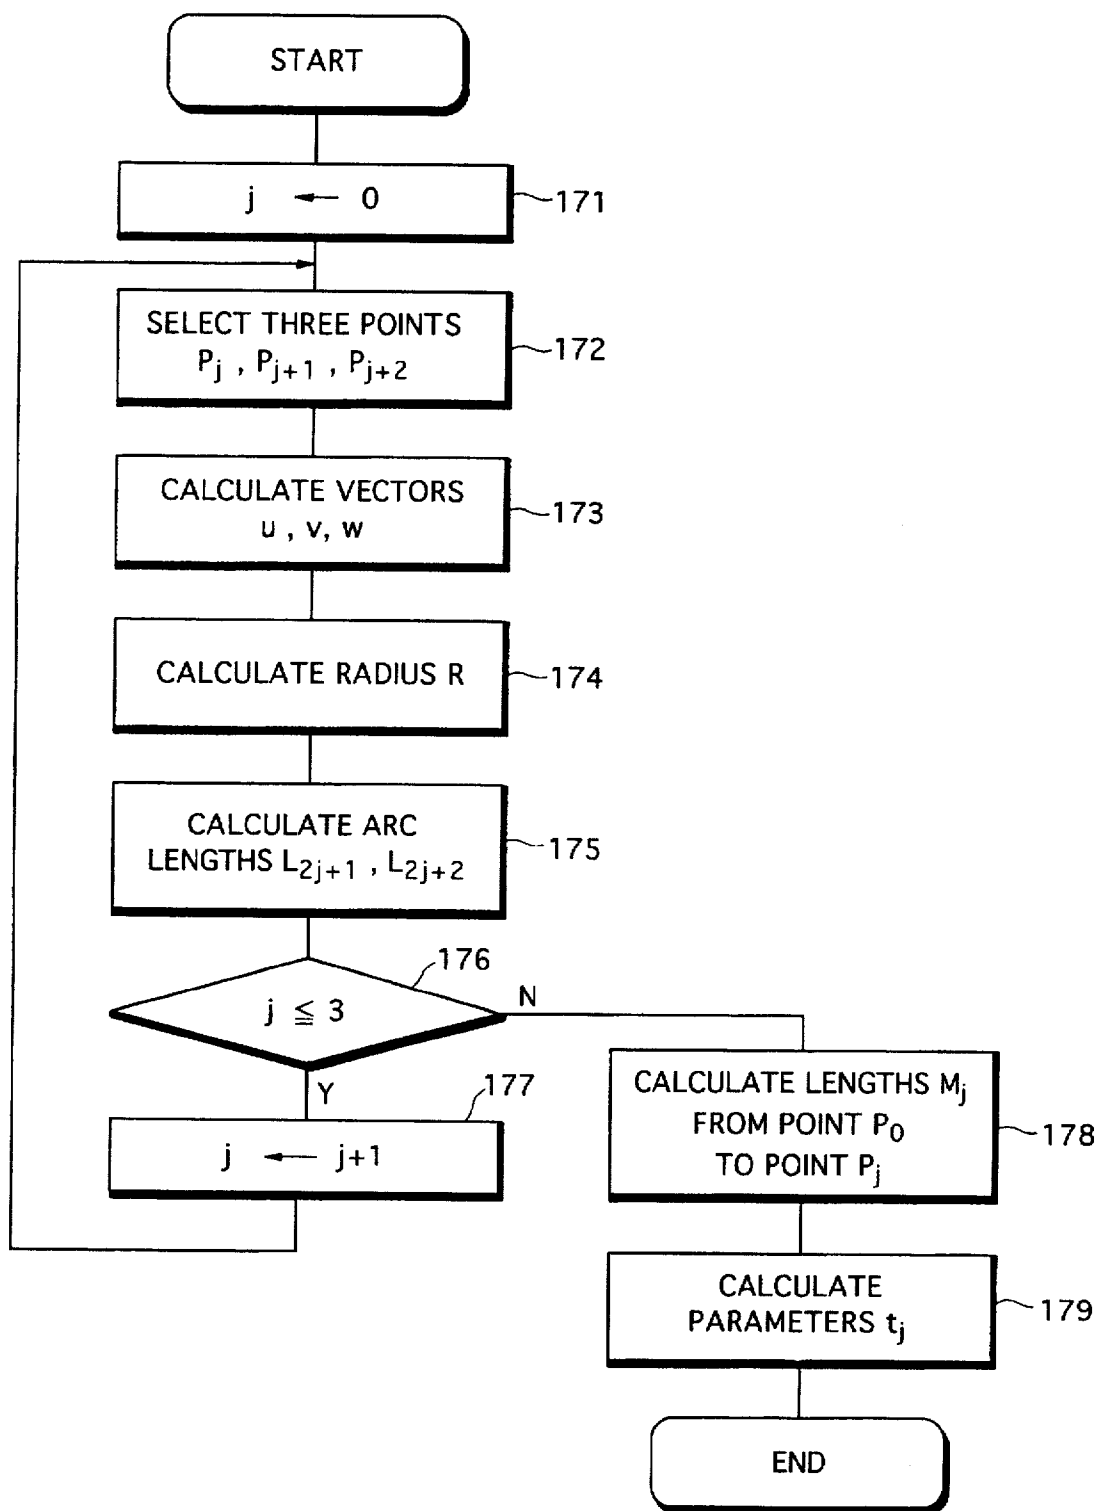 START
j ← 0
171
SELECT THREE POINTS
Pj , Pj+1 , Pj+2
172
CALCULATE VECTORS
u , v, w
173
CALCULATE RADIUS R
174
CALCULATE ARC
LENGTHS L2j+1 , L2j+2
175
176
j ≦ 3
N
Y
177
j ← j+1
CALCULATE LENGTHS Mj
FROM POINT P0
TO POINT Pj
178
CALCULATE
PARAMETERS tj
179
END